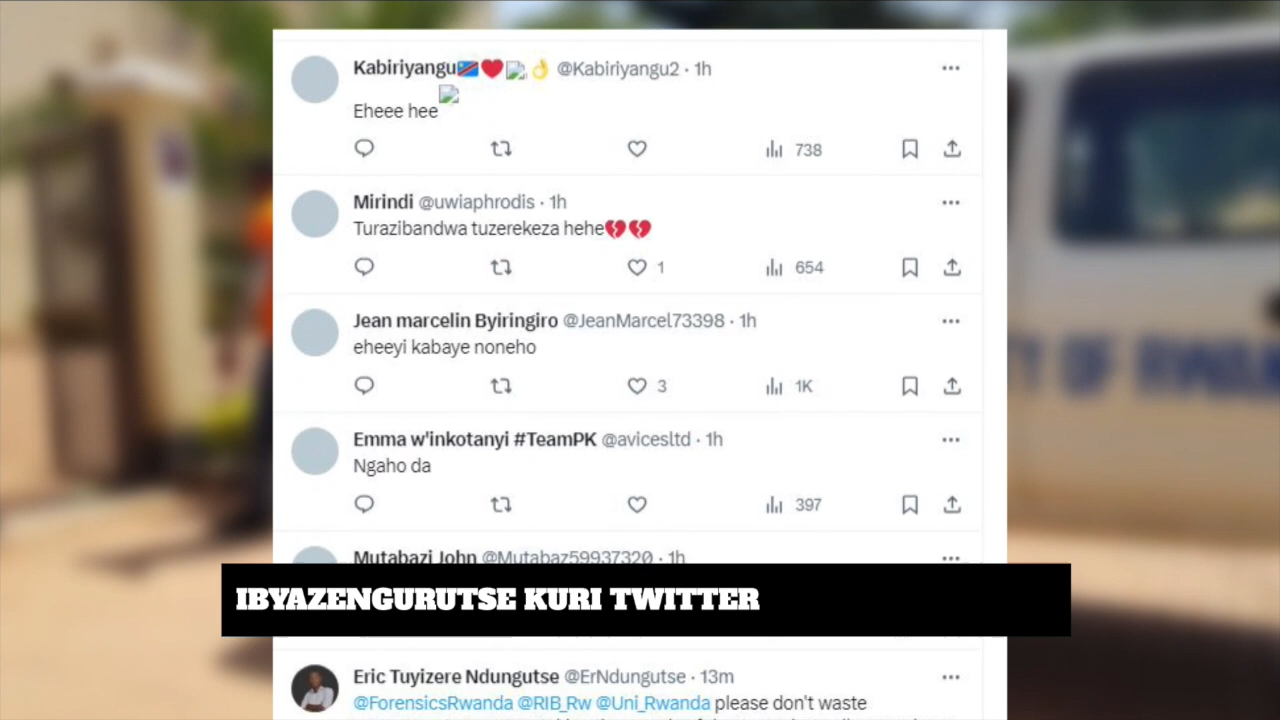 Kabiriyangu🇨🇩❤️👌 @Kabiriyangu2 · 1h
Eheee hee
738
Mirindi @uwiaphrodis · 1h
Turazibandwa tuzerekeza hehe💔💔
1 654
Jean marcelin Byiringiro @JeanMarcel73398 · 1h
eheeyi kabaye noneho
3 1K
Emma w'inkotanyi #TeamPK @avicesltd · 1h
Ngaho da
397
Mutabazi John @Mutabaz59937320 · 1h
IBYAZENGURUTSE KURI TWITTER
Eric Tuyizere Ndungutse @ErNdungutse · 13m
@ForensicsRwanda @RIB_Rw @Uni_Rwanda please don't waste